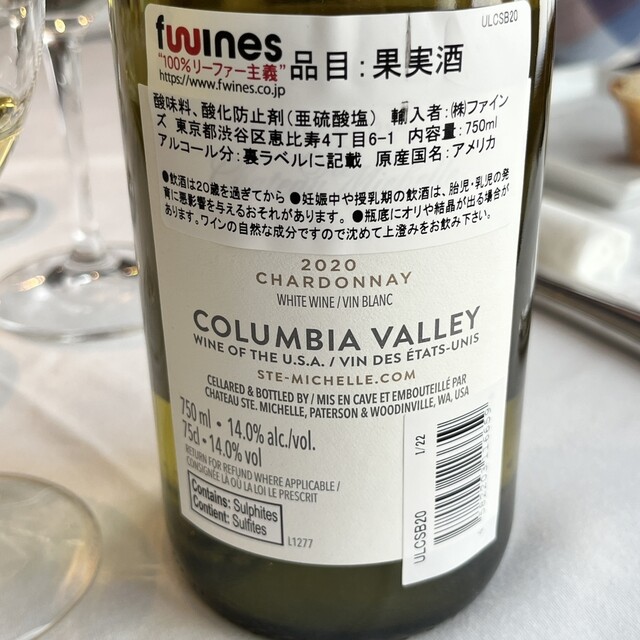 ULCSB20
fwines
"100%リーファー主義"
品目:果実酒
https://www.fwines.co.jp
酸味料、酸化防止剤(亜硫酸塩) 輸入者:(株)ファイン
ズ 東京都渋谷区恵比寿4丁目6-1 内容量:750ml
アルコール分:裏ラベルに記載 原産国名:アメリカ
●飲酒は20歳を過ぎてから ●妊娠中や授乳期の飲酒は、胎児・乳児の発
育に悪影響を与えるおそれがあります。 ●瓶底にオリや結晶が出る場合が
あります。ワインの自然な成分ですので沈めて上澄みをお飲み下さい。
2020
CHARDONNAY
WHITE WINE / VIN BLANC
COLUMBIA VALLEY
WINE OF THE U.S.A. / VIN DES ÉTATS-UNIS
STE-MICHELLE.COM
CELLARED & BOTTLED BY / MIS EN CAVE ET EMBOUTEILLÉ PAR
CHATEAU STE. MICHELLE, PATERSON & WOODINVILLE, WA, USA
750 ml • 14.0% alc./vol.
75cl • 14.0% vol
RETURN FOR REFUND WHERE APPLICABLE /
CONSIGNÉE LÀ OÙ LA LOI LE PRESCRIT
Contains: Sulphites
Contient: Sulfites
L1277
1/22
ULCSB20